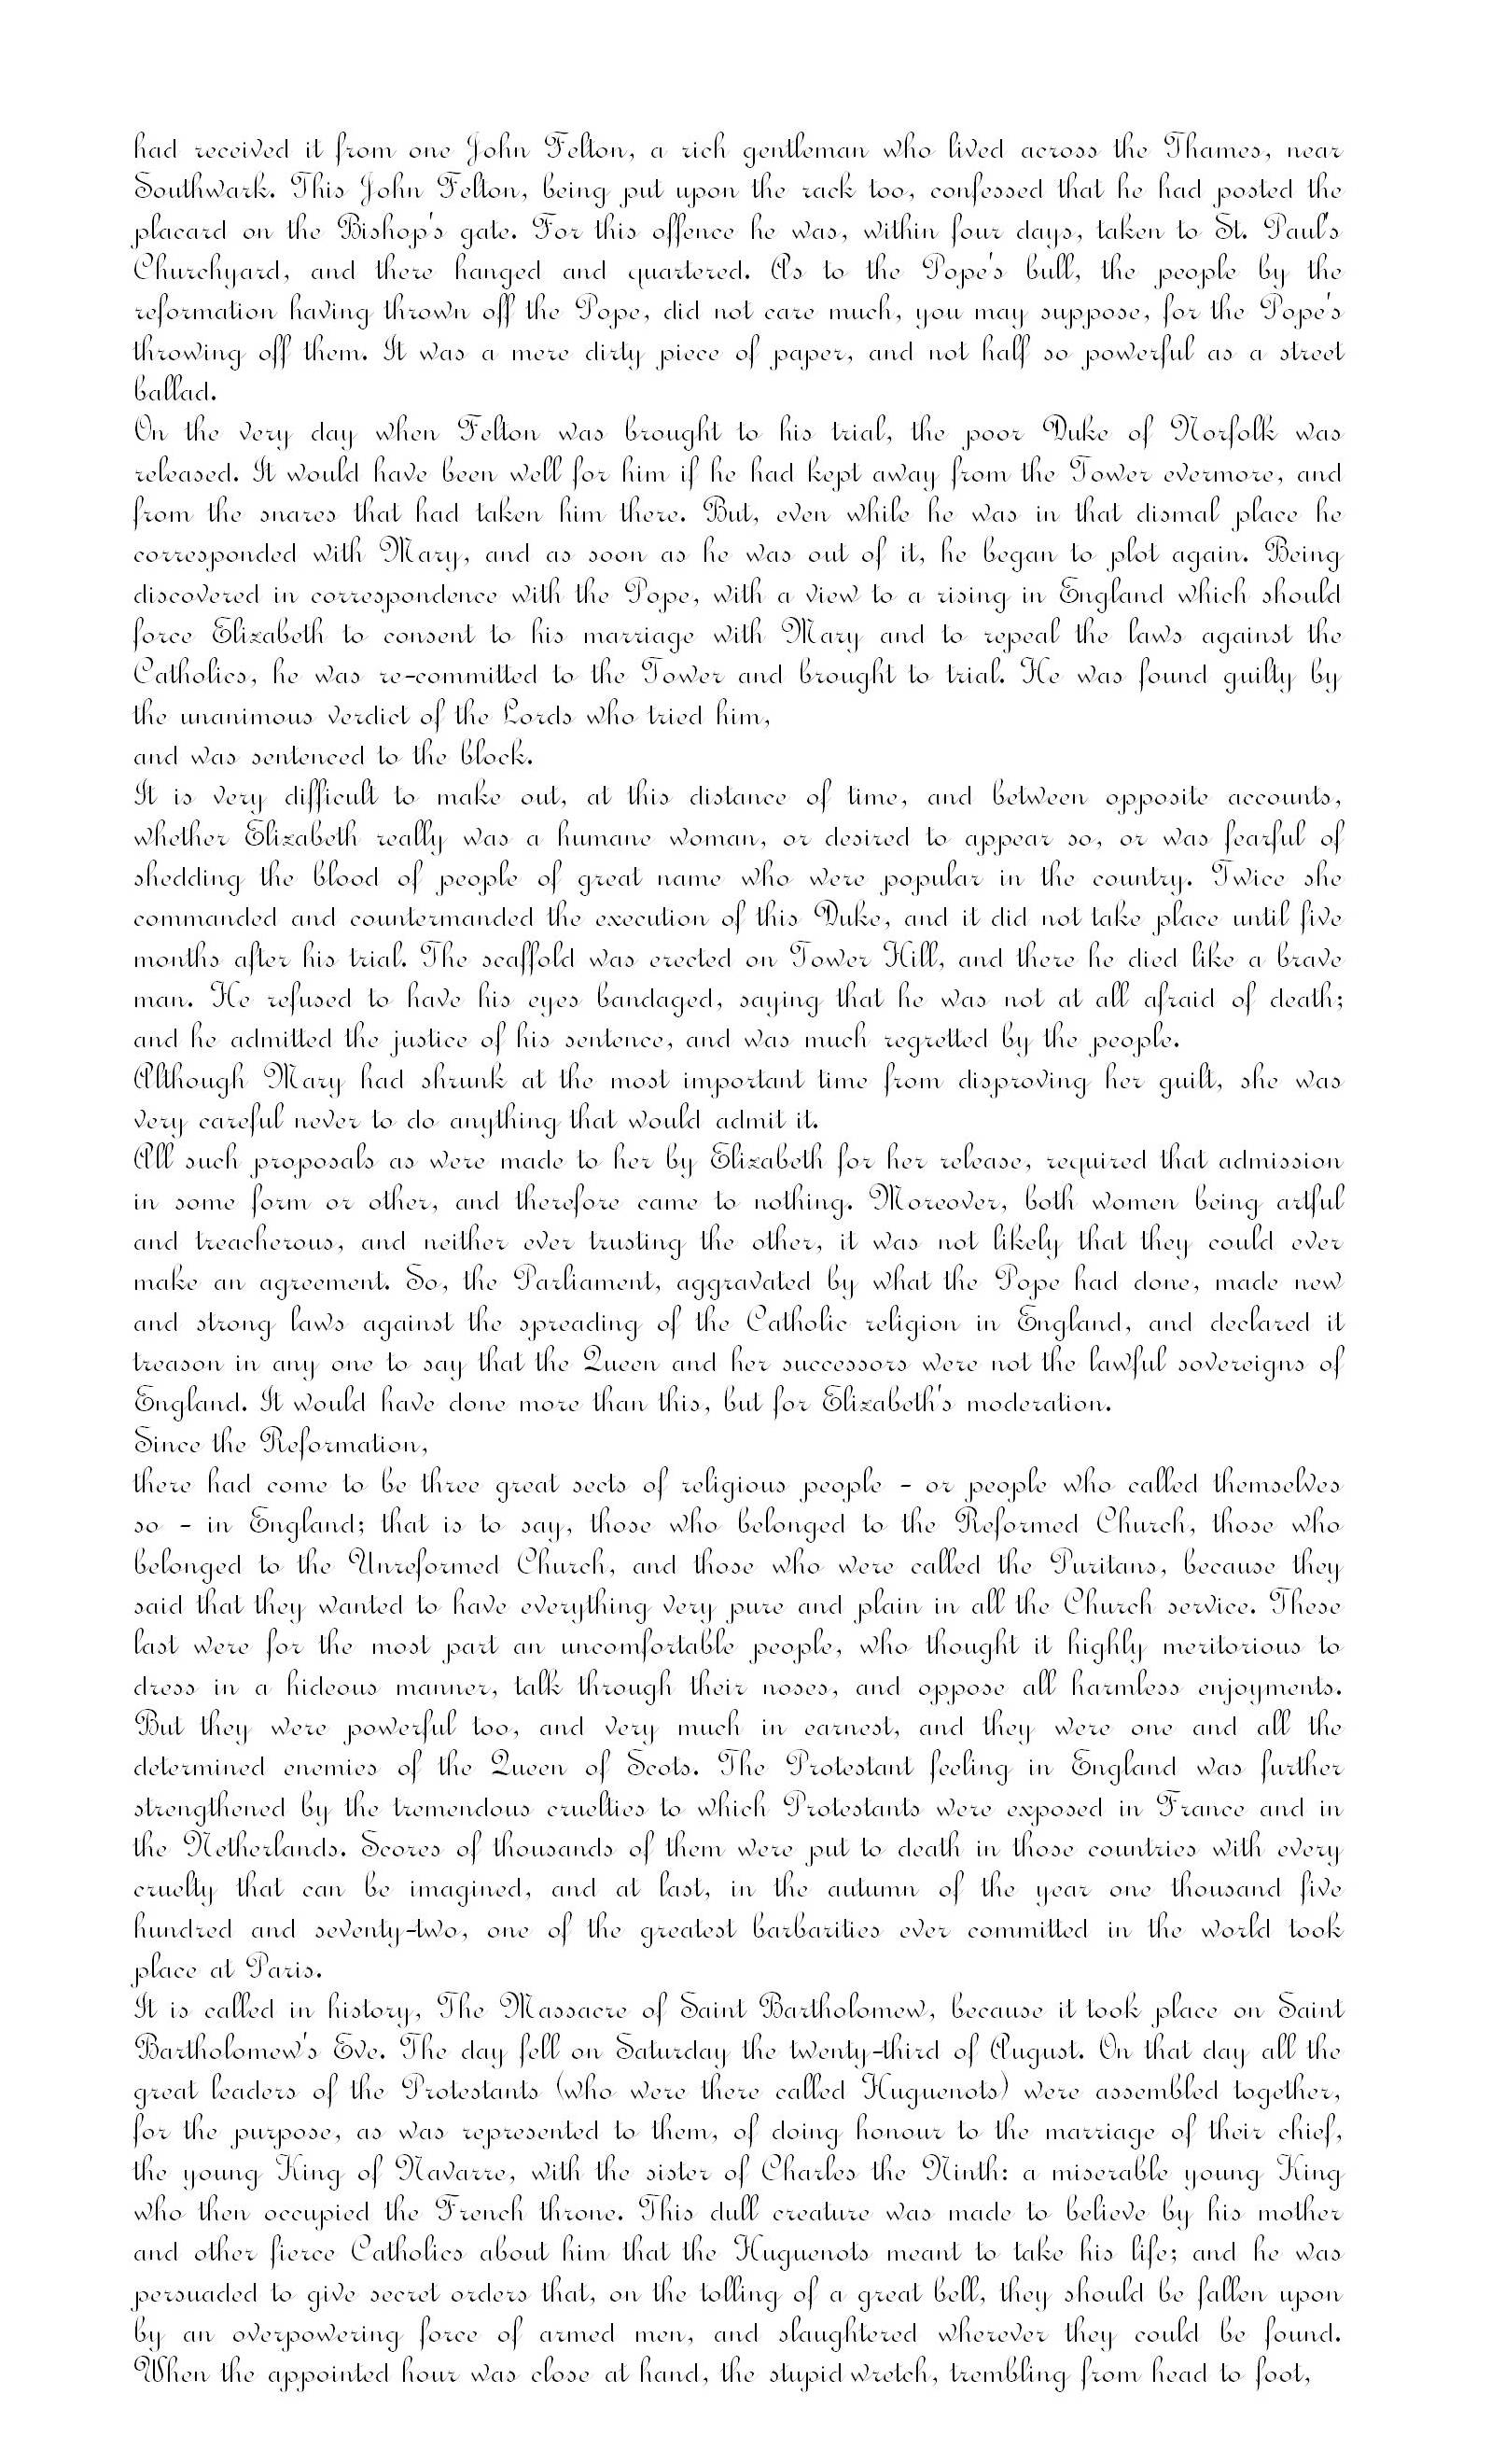 had received it from one John Felton, a rich gentleman who lived across the Thames, near
Southwark. This John Felton, being put upon the rack too, confessed that he had posted the
placard on the Bishop's gate. For this offence he was, within four days, taken to St. Paul's
Churchyard, and there hanged and quartered. As to the Pope's bull, the people by the
reformation having thrown off the Pope, did not care much, you may suppose, for the Pope's
throwing off them. It was a mere dirty piece of paper, and not half so powerful as a street
ballad.
On the very day when Felton was brought to his trial, the poor Duke of Norfolk was
released. It would have been well for him if he had kept away from the Tower evermore, and
from the snares that had taken him there. But, even while he was in that dismal place he
corresponded with Mary, and as soon as he was out of it, he began to plot again. Being
discovered in correspondence with the Pope, with a view to a rising in England which should
force Elizabeth to consent to his marriage with Mary and to repeal the laws against the
Catholics, he was re-committed to the Tower and brought to trial. He was found guilty by
the unanimous verdict of the Lords who tried him,
and was sentenced to the block.
It is very difficult to make out, at this distance of time, and between opposite accounts,
whether Elizabeth really was a humane woman, or desired to appear so, or was fearful of
shedding the blood of people of great name who were popular in the country. Twice she
commanded and countermanded the execution of this Duke, and it did not take place until five
months after his trial. The scaffold was erected on Tower Hill, and there he died like a brave
man. He refused to have his eyes bandaged, saying that he was not at all afraid of death;
and he admitted the justice of his sentence, and was much regretted by the people.
Although Mary had shrunk at the most important time from disproving her guilt, she was
very careful never to do anything that would admit it.
All such proposals as were made to her by Elizabeth for her release, required that admission
in some form or other, and therefore came to nothing. Moreover, both women being artful
and treacherous, and neither ever trusting the other, it was not likely that they could ever
make an agreement. So, the Parliament, aggravated by what the Pope had done, made new
and strong laws against the spreading of the Catholic religion in England, and declared it
treason in any one to say that the Queen and her successors were not the lawful sovereigns of
England. It would have done more than this, but for Elizabeth's moderation.
Since the Reformation,
there had come to be three great sects of religious people - or people who called themselves
so - in England; that is to say, those who belonged to the Reformed Church, those who
belonged to the Unreformed Church, and those who were called the Puritans, because they
said that they wanted to have everything very pure and plain in all the Church service. These
last were for the most part an uncomfortable people, who thought it highly meritorious to
dress in a hideous manner, talk through their noses, and oppose all harmless enjoyments.
But they were powerful too, and very much in earnest, and they were one and all the
determined enemies of the Queen of Scots. The Protestant feeling in England was further
strengthened by the tremendous cruelties to which Protestants were exposed in France and in
the Netherlands. Scores of thousands of them were put to death in those countries with every
cruelty that can be imagined, and at last, in the autumn of the year one thousand five
hundred and seventy-two, one of the greatest barbarities ever committed in the world took
place at Paris.
It is called in history, The Massacre of Saint Bartholomew, because it took place on Saint
Bartholomew's Eve. The day fell on Saturday the twenty-third of August. On that day all the
great leaders of the Protestants (who were there called Huguenots) were assembled together,
for the purpose, as was represented to them, of doing honour to the marriage of their chief,
the young King of Navarre, with the sister of Charles the Ninth: a miserable young King
who then occupied the French throne. This dull creature was made to believe by his mother
and other fierce Catholics about him that the Huguenots meant to take his life; and he was
persuaded to give secret orders that, on the tolling of a great bell, they should be fallen upon
by an overpowering force of armed men, and slaughtered wherever they could be found.
When the appointed hour was close at hand, the stupid wretch, trembling from head to foot,